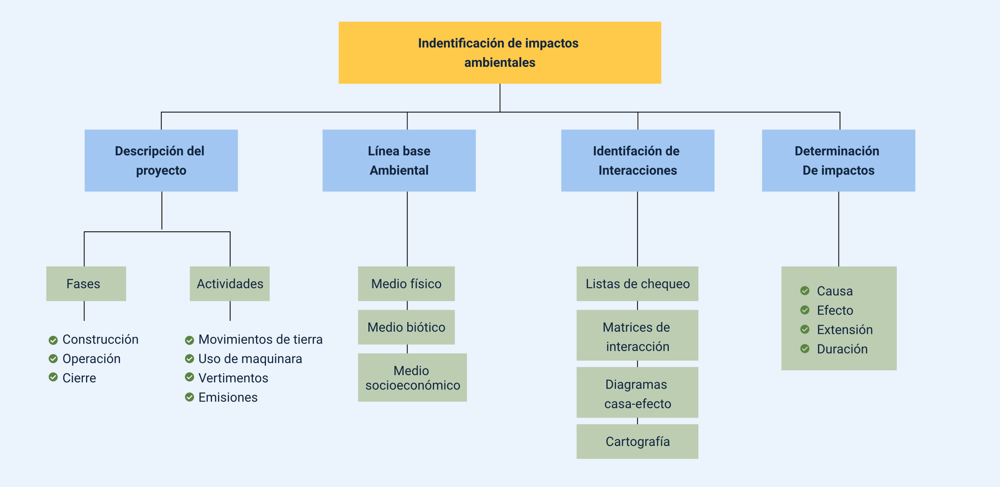 Indentificación de impactos
ambientales
Descripción del
proyecto
Línea base
Ambiental
Identifcación de
Interacciones
Determinación
De impactos
Fases
Construcción
Operación
Cierre
Actividades
Movimientos de tierra
Uso de maquinara
Vertimentos
Emisiones
Medio físico
Medio biótico
Medio
socioeconómico
Listas de chequeo
Matrices de
interacción
Diagramas
casa-efecto
Cartografía
Causa
Efecto
Extensión
Duración